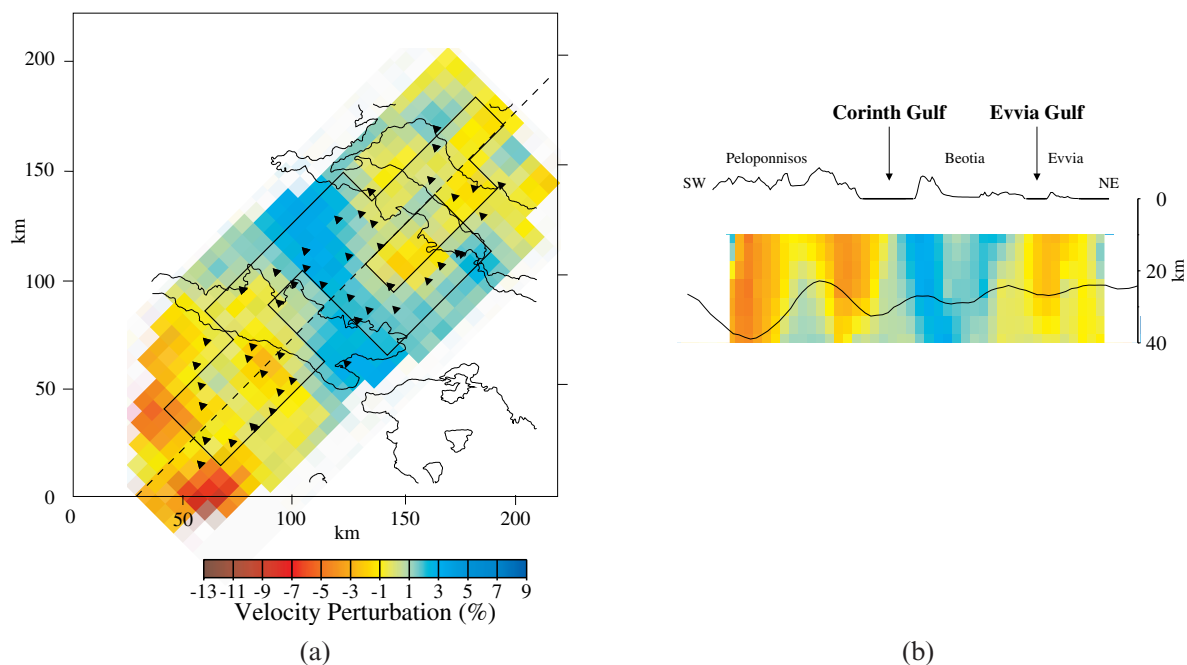 200
150
100
50
0
km
0
50
100
150
200
km
-13 -11 -9 -7 -5 -3 -1 1 3 5 7 9
Velocity Perturbation (%)
(a)
Corinth Gulf
Evvia Gulf
Peloponnisos
Beotia
Evvia
SW
NE
0
20
40
km
(b)